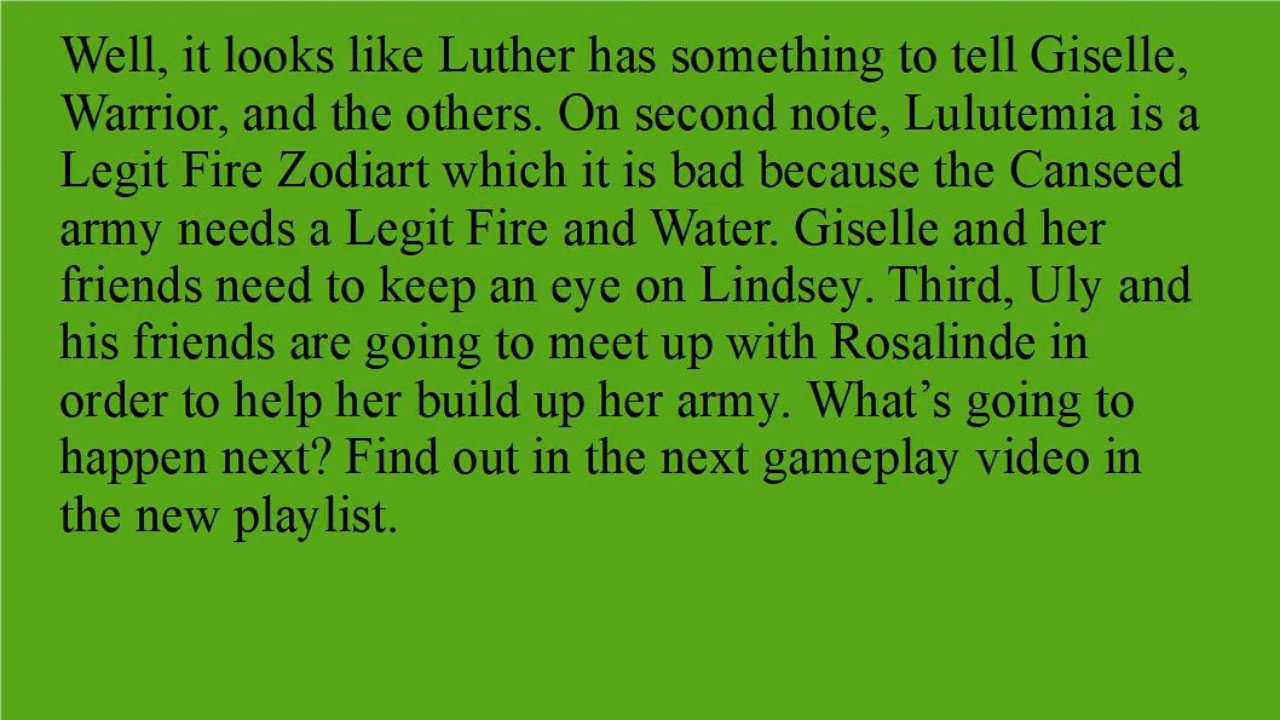 Well, it looks like Luther has something to tell Giselle,
Warrior, and the others. On second note, Lulutemia is a
Legit Fire Zodiart which it is bad because the Canseed
army needs a Legit Fire and Water. Giselle and her
friends need to keep an eye on Lindsey. Third, Uly and
his friends are going to meet up with Rosalinde in
order to help her build up her army. What’s going to
happen next? Find out in the next gameplay video in
the new playlist.